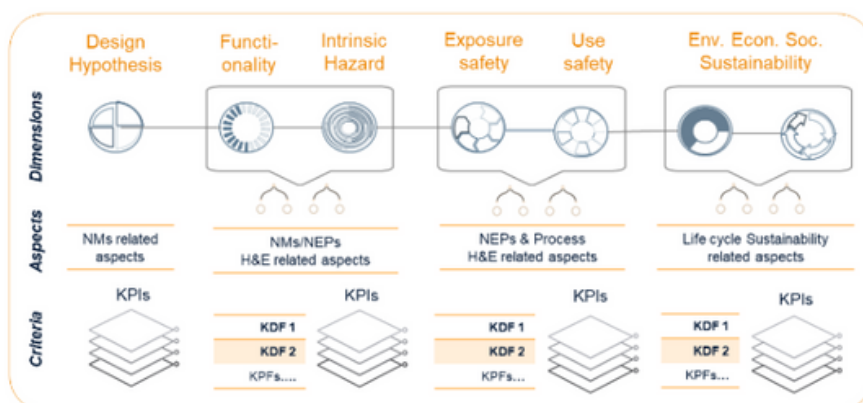 Design
Hypothesis
Functi-
onality
Intrinsic
Hazard
Exposure
safety
Use
safety
Env. Econ. Soc.
Sustainability
Dimensions
Aspects
NMs related
aspects
NMs/NEPs
H&E related aspects
NEPs & Process
H&E related aspects
Life cycle Sustainability
related aspects
Criteria
KPIs
KDF 1
KDF 2
KPFs....
KPIs
KDF 1
KDF 2
KPFs...
KPIs
KDF 1
KDF 2
KPFs...
KPIs